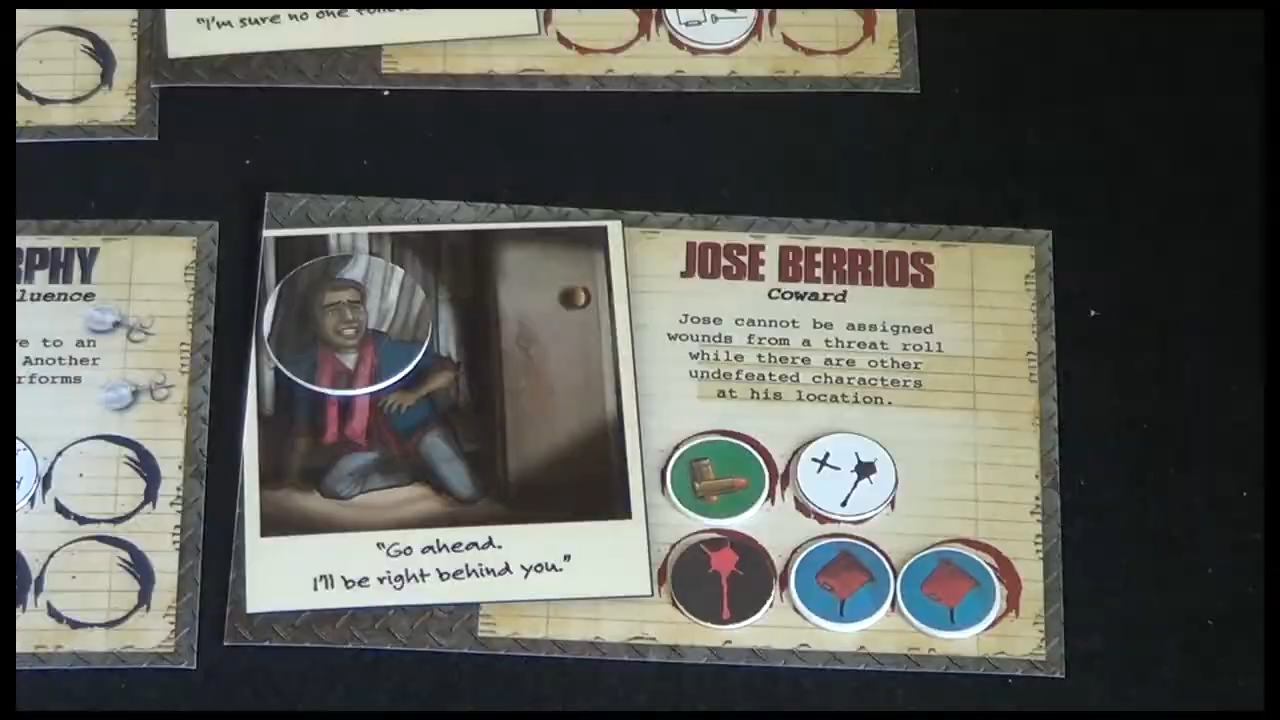 "I'm sure no one
RPHY
luence
e to an
Another
rforms
JOSE BERRIOS
Coward
Jose cannot be assigned
wounds from a threat roll
while there are other
undefeated characters
at his location.
"Go ahead.
I'll be right behind you."